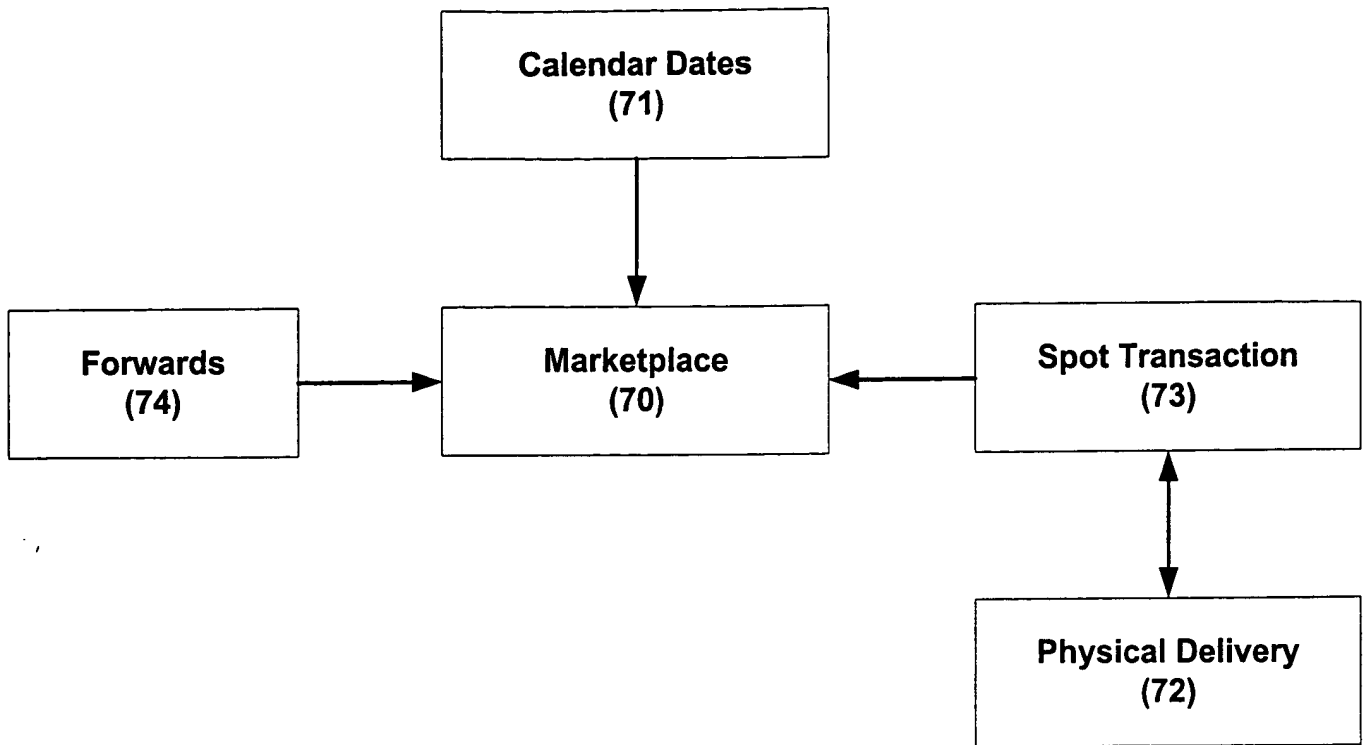 Calendar Dates
(71)
Forwards
(74)
Marketplace
(70)
Spot Transaction
(73)
Physical Delivery
(72)